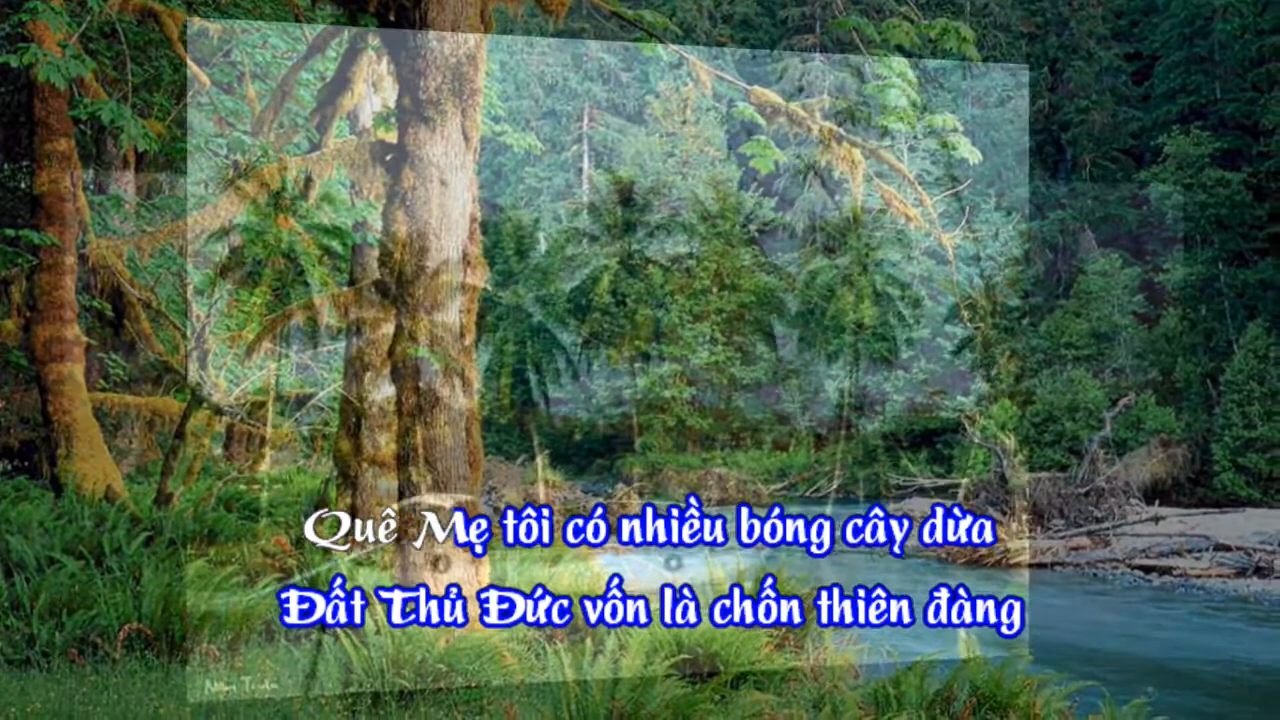 Quê Mẹ tôi có nhiều bóng cây dừa
Đất Thủ Đức vốn là chốn thiên đàng